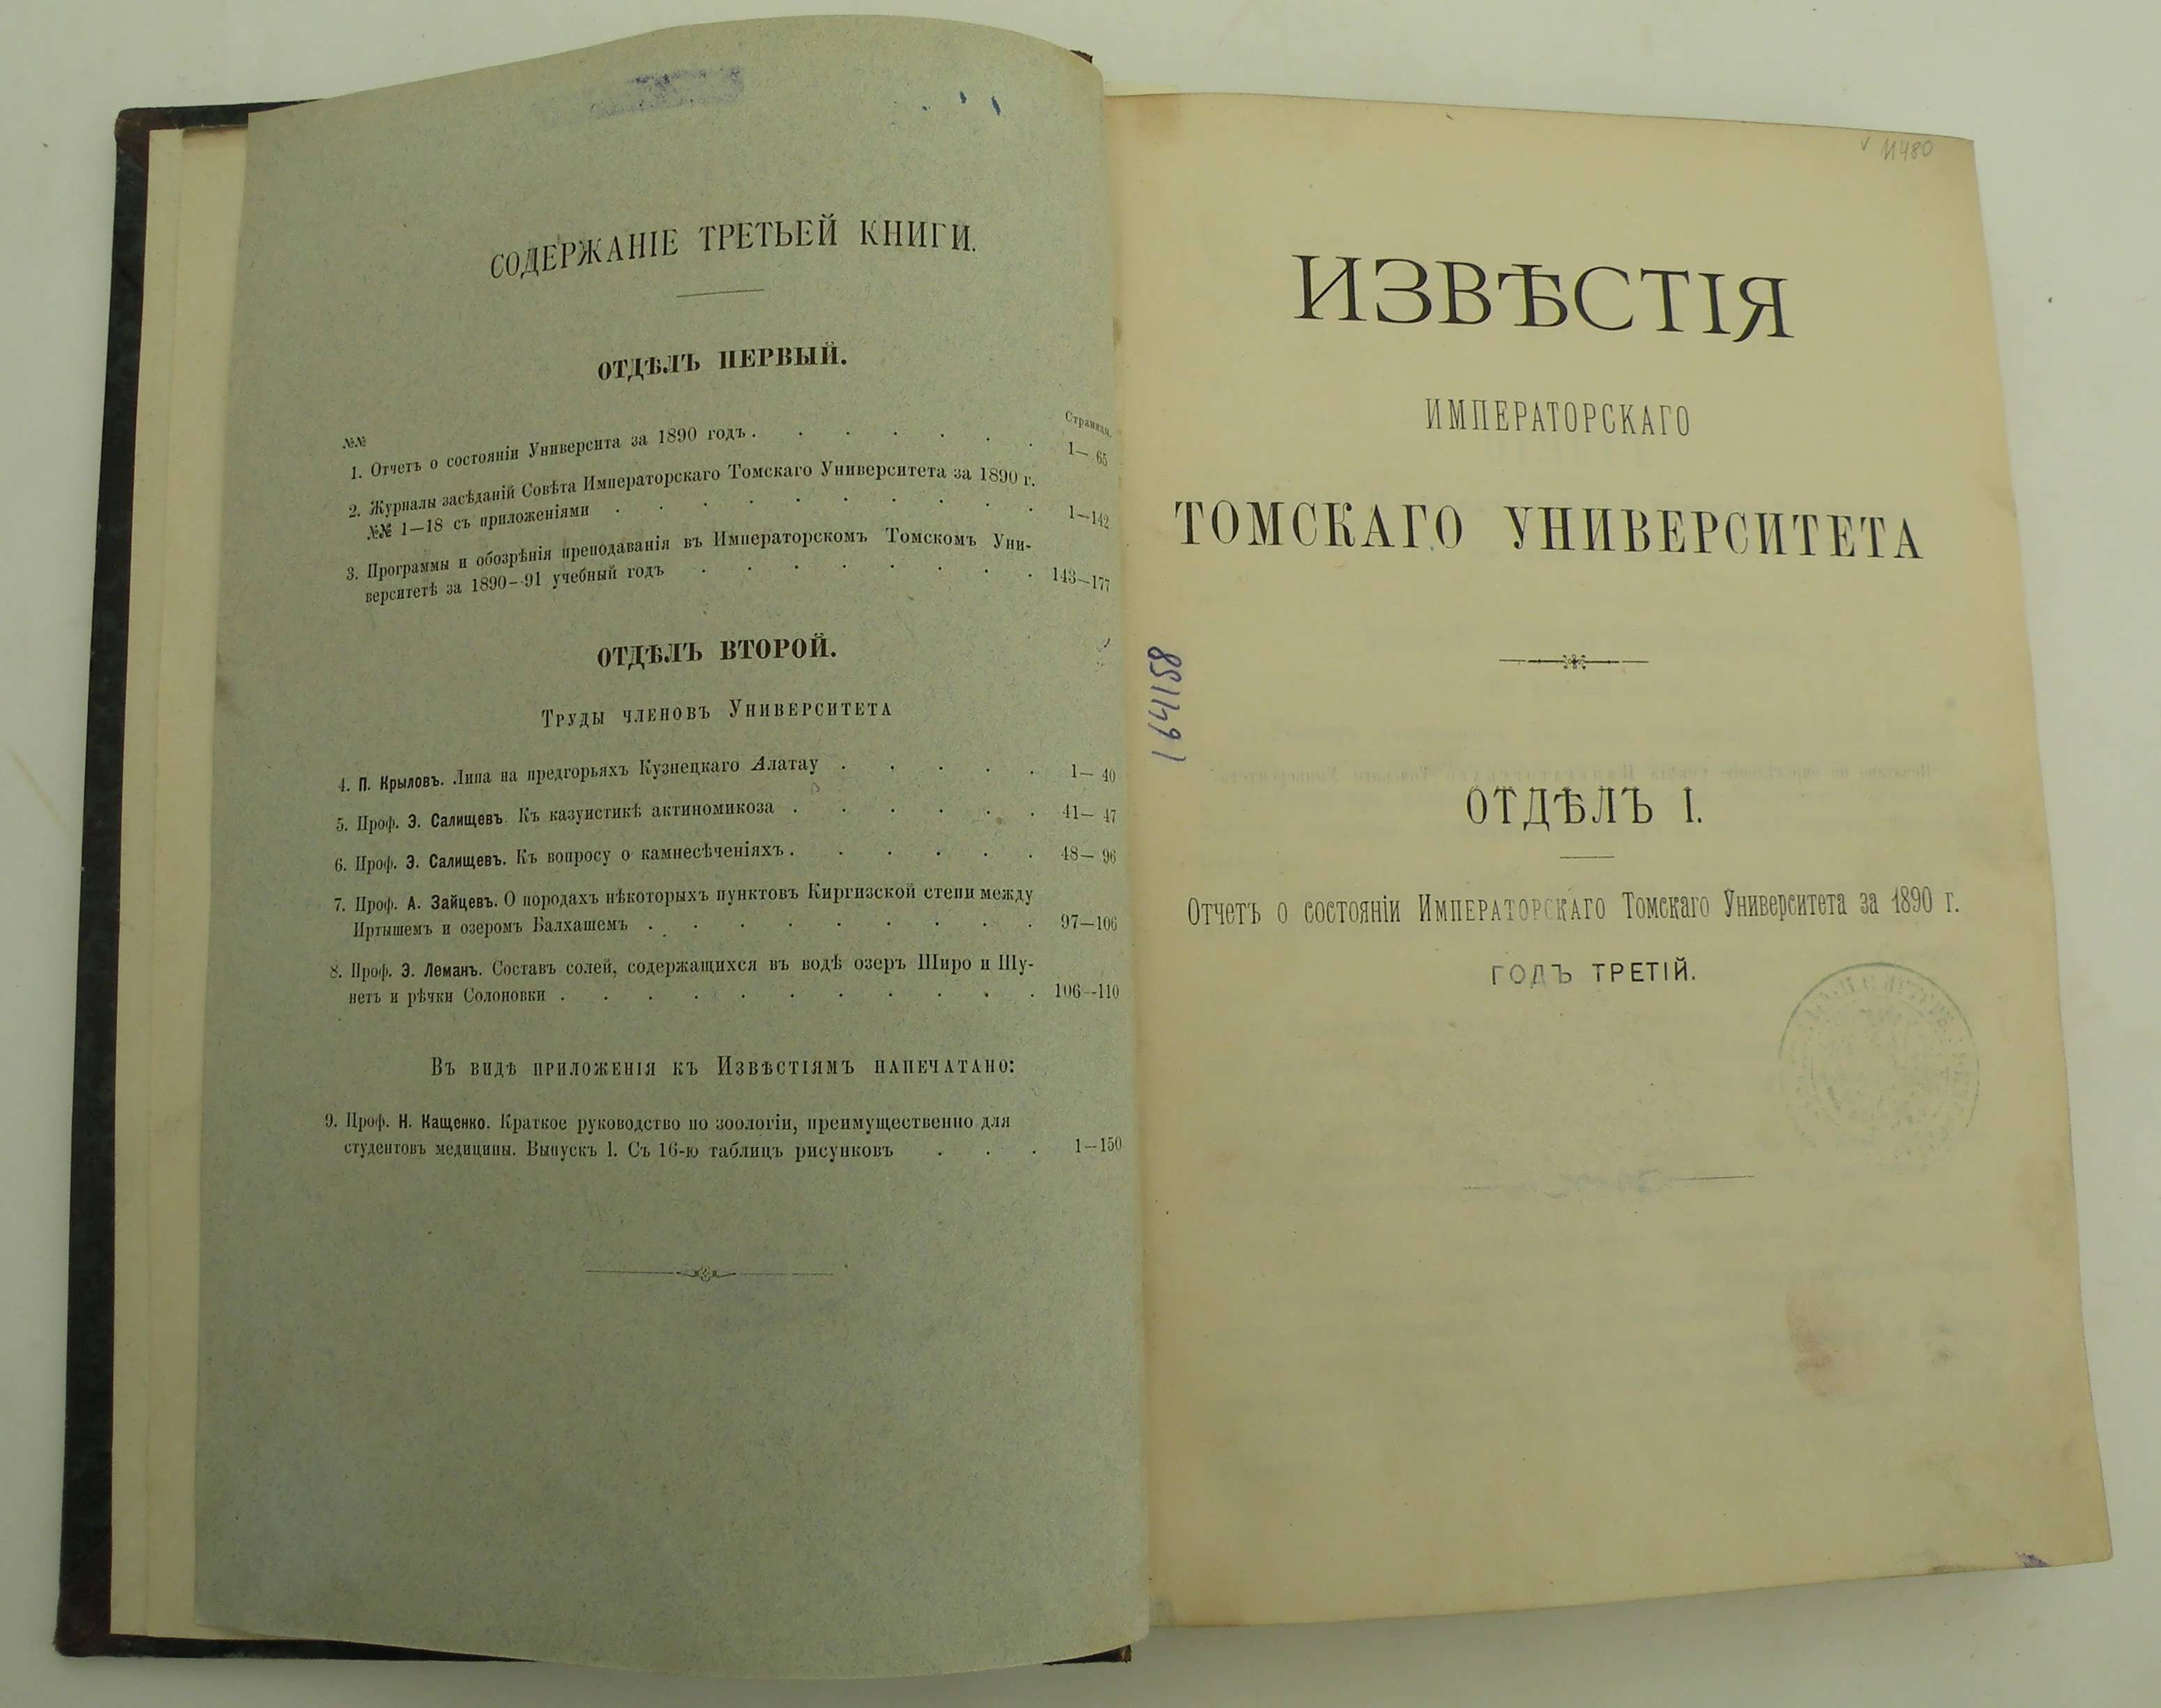 СОДЕРЖАНІЕ ТРЕТЬЕЙ КНИГИ.
ОТДѢЛЪ ПЕРВЫЙ.
№№
Страницы.
1. Отчетъ о состояніи Университа за 1890 годъ . . . . . . . 1— 65
2. Журналы засѣданій Совѣта Императорскаго Томскаго Университета за 1890 г.
№№ 1—18 съ приложеніями . . . . . . . . . . 1—142
3. Программы и обозрѣнія преподаванія въ Императорскомъ Томскомъ Уни-
верситетѣ за 1890—91 учебный годъ . . . . . . . . 143—177
ОТДѢЛЪ ВТОРОЙ.
Труды членовъ Университета
4. П. Крыловъ. Липа на предгорьяхъ Кузнецкаго Алатау . . . . . 1— 40
5. Проф. Э. Салищевъ. Къ казуистикѣ актиномикоза . . . . . . 41— 47
6. Проф. Э. Салищевъ. Къ вопросу о камнесѣченіяхъ . . . . . . 48— 96
7. Проф. А. Зайцевъ. О породахъ нѣкоторыхъ пунктовъ Киргизской степи между
Иртышемъ и озеромъ Балхашемъ . . . . . . . . . 97—106
8. Проф. Э. Леманъ. Составъ солей, содержащихся въ водѣ озеръ Широ и Шу-
нетъ и рѣчки Солоновки . . . . . . . . . . . 106—110
Въ видѣ приложенія къ Извѣстіямъ напечатано:
9. Проф. Н. Кащенко. Краткое руководство по зоологіи, преимущественно для
студентовъ медицины. Выпускъ 1. Съ 16-ю таблицъ рисунковъ . . . 1—150
И480
ИЗВѢСТІЯ
ИМПЕРАТОРСКАГО
ТОМСКАГО УНИВЕРСИТЕТА
1641158
ОТДѢЛЪ I.
Отчетъ о состояніи Императорскаго Томскаго Университета за 1890 г.
ГОДЪ ТРЕТІЙ.